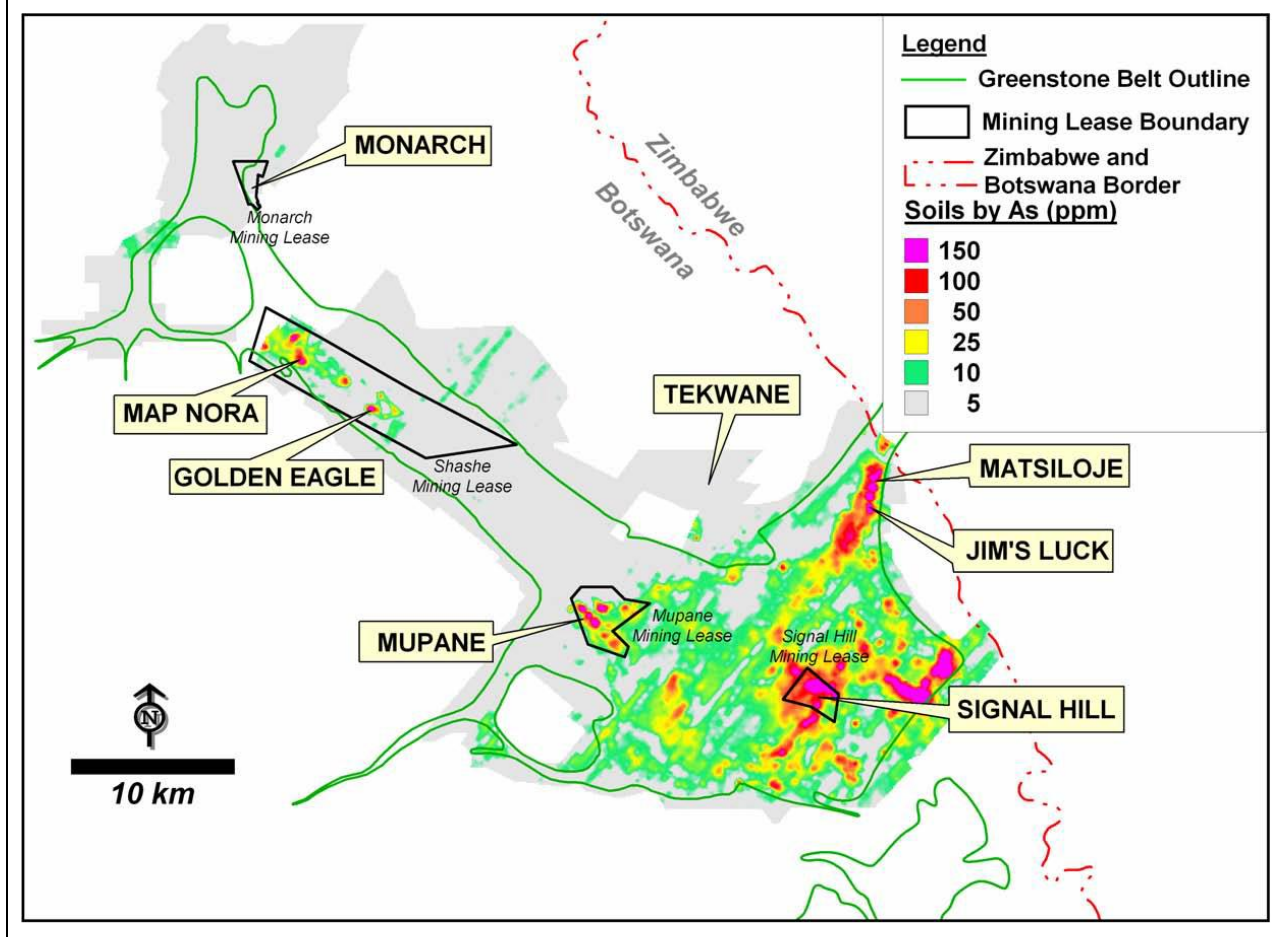 Legend
Greenstone Belt Outline
Mining Lease Boundary
Zimbabwe and
Botswana Border
Soils by As (ppm)
150
100
50
25
10
5
MONARCH
Monarch
Mining Lease
Zimbabwe
Botswana
MAP NORA
GOLDEN EAGLE
Shashe
Mining Lease
TEKWANE
MATSILOJE
JIM'S LUCK
MUPANE
Mupane
Mining Lease
Signal Hill
Mining Lease
SIGNAL HILL
N
10 km